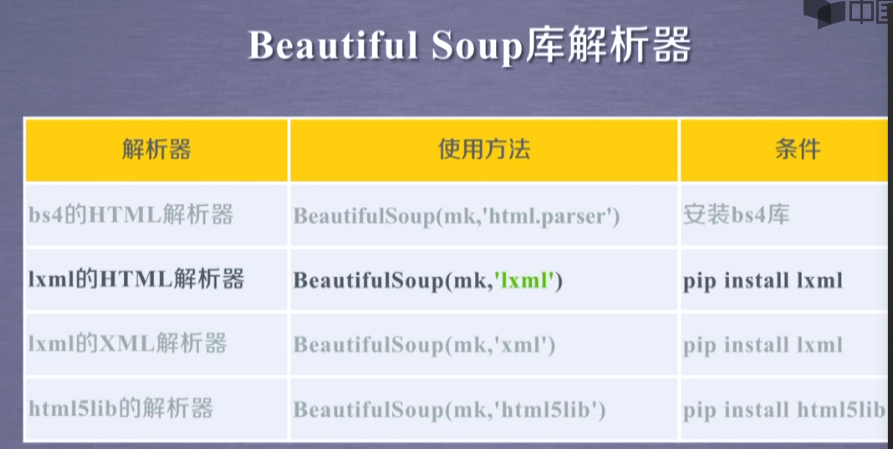 中国
Beautiful Soup库解析器
解析器 使用方法 条件
bs4的HTML解析器 BeautifulSoup(mk,'html.parser') 安装bs4库
lxml的HTML解析器 BeautifulSoup(mk,'lxml') pip install lxml
lxml的XML解析器 BeautifulSoup(mk,'xml') pip install lxml
html5lib的解析器 BeautifulSoup(mk,'html5lib') pip install html5lib